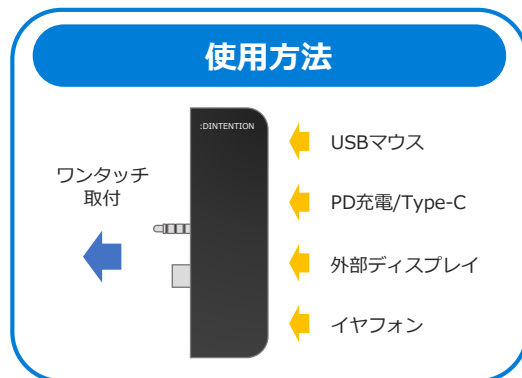 使用方法
:DINTENTION
USBマウス
ワンタッチ
取付
PD充電/Type-C
外部ディスプレイ
イヤフォン